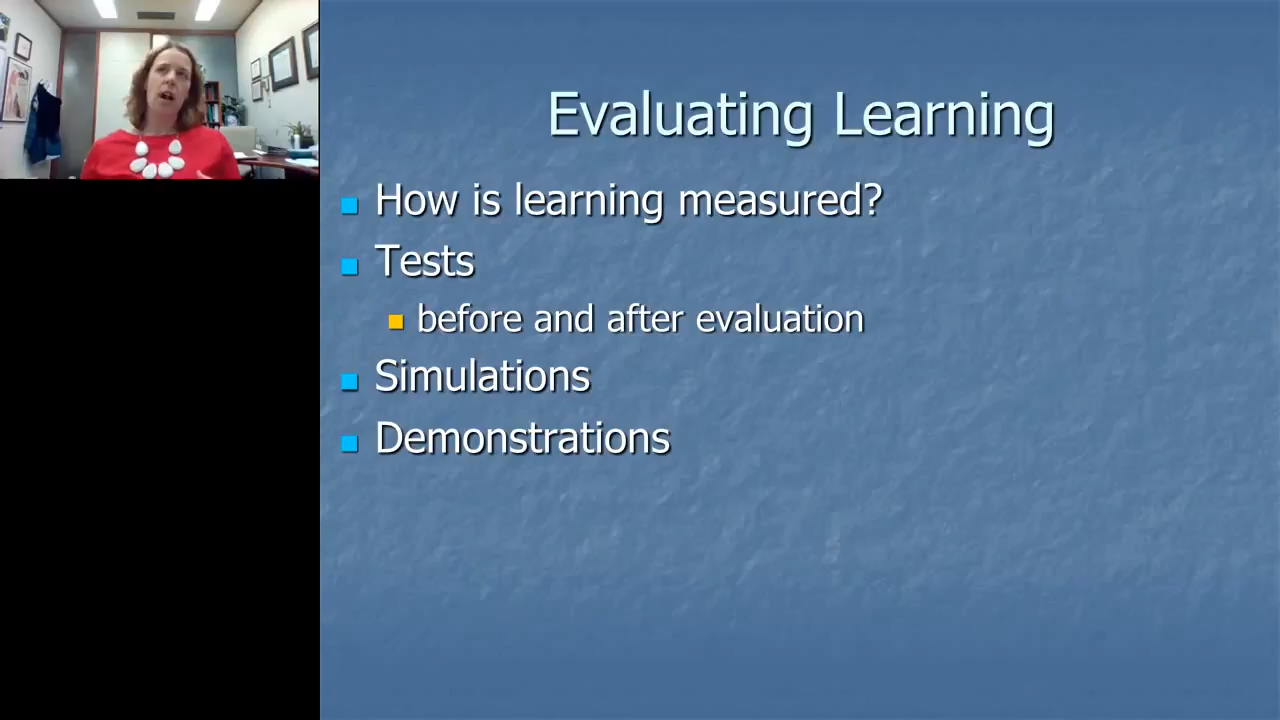 Evaluating Learning
How is learning measured?
Tests
before and after evaluation
Simulations
Demonstrations